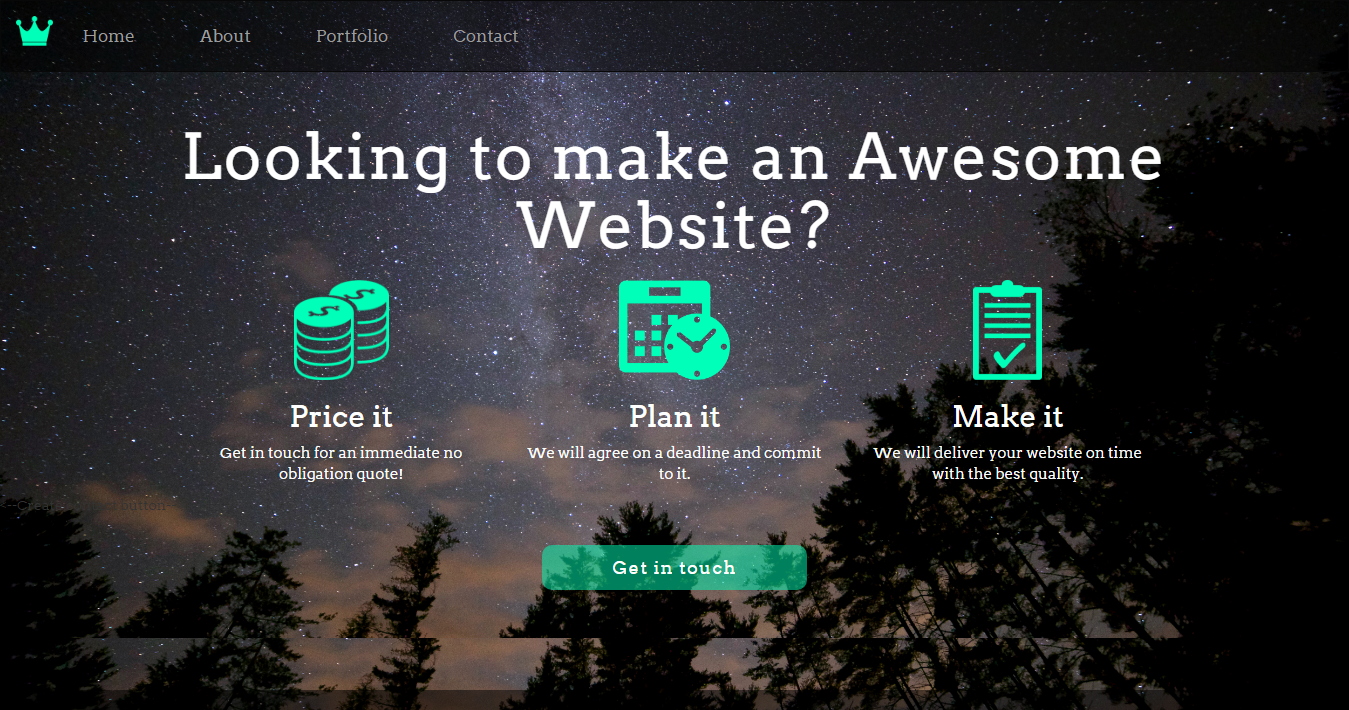 Home About Portfolio Contact
Looking to make an Awesome
Website?
Price it
Get in touch for an immediate no
obligation quote!
Plan it
We will agree on a deadline and commit
to it.
Make it
We will deliver your website on time
with the best quality.
button
Get in touch